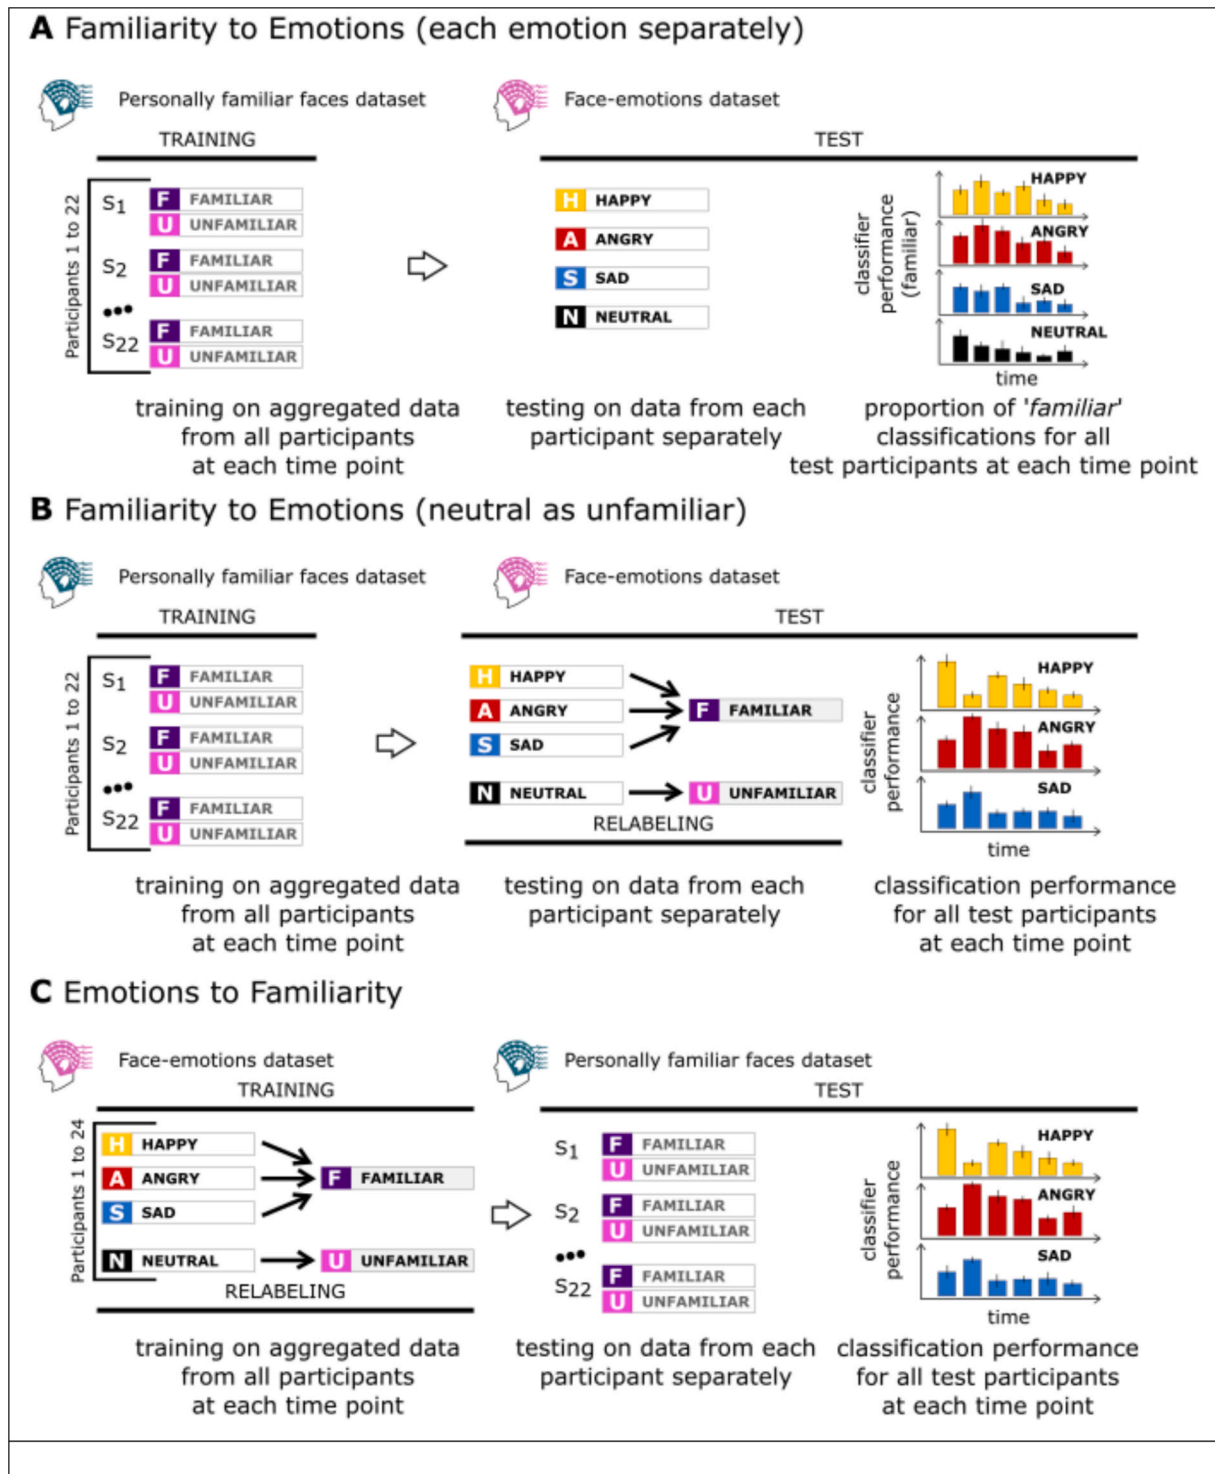 A Familiarity to Emotions (each emotion separately)
Personally familiar faces dataset
TRAINING
Participants 1 to 22
S1
F FAMILIAR
U UNFAMILIAR
S2
F FAMILIAR
U UNFAMILIAR
S22
F FAMILIAR
U UNFAMILIAR
training on aggregated data
from all participants
at each time point
Face-emotions dataset
TEST
H HAPPY
A ANGRY
S SAD
N NEUTRAL
testing on data from each
participant separately
classifier
performance
(familiar)
HAPPY
ANGRY
SAD
NEUTRAL
time
proportion of 'familiar'
classifications for all
test participants at each time point
B Familiarity to Emotions (neutral as unfamiliar)
Personally familiar faces dataset
TRAINING
Participants 1 to 22
S1
F FAMILIAR
U UNFAMILIAR
S2
F FAMILIAR
U UNFAMILIAR
S22
F FAMILIAR
U UNFAMILIAR
training on aggregated data
from all participants
at each time point
Face-emotions dataset
TEST
H HAPPY
A ANGRY
S SAD
N NEUTRAL
F FAMILIAR
U UNFAMILIAR
RELABELING
testing on data from each
participant separately
classifier
performance
HAPPY
ANGRY
SAD
time
classification performance
for all test participants
at each time point
C Emotions to Familiarity
Face-emotions dataset
TRAINING
Participants 1 to 24
H HAPPY
A ANGRY
S SAD
N NEUTRAL
F FAMILIAR
U UNFAMILIAR
RELABELING
training on aggregated data
from all participants
at each time point
Personally familiar faces dataset
TEST
S1
F FAMILIAR
U UNFAMILIAR
S2
F FAMILIAR
U UNFAMILIAR
S22
F FAMILIAR
U UNFAMILIAR
testing on data from each
participant separately
classifier
performance
HAPPY
ANGRY
SAD
time
classification performance
for all test participants
at each time point